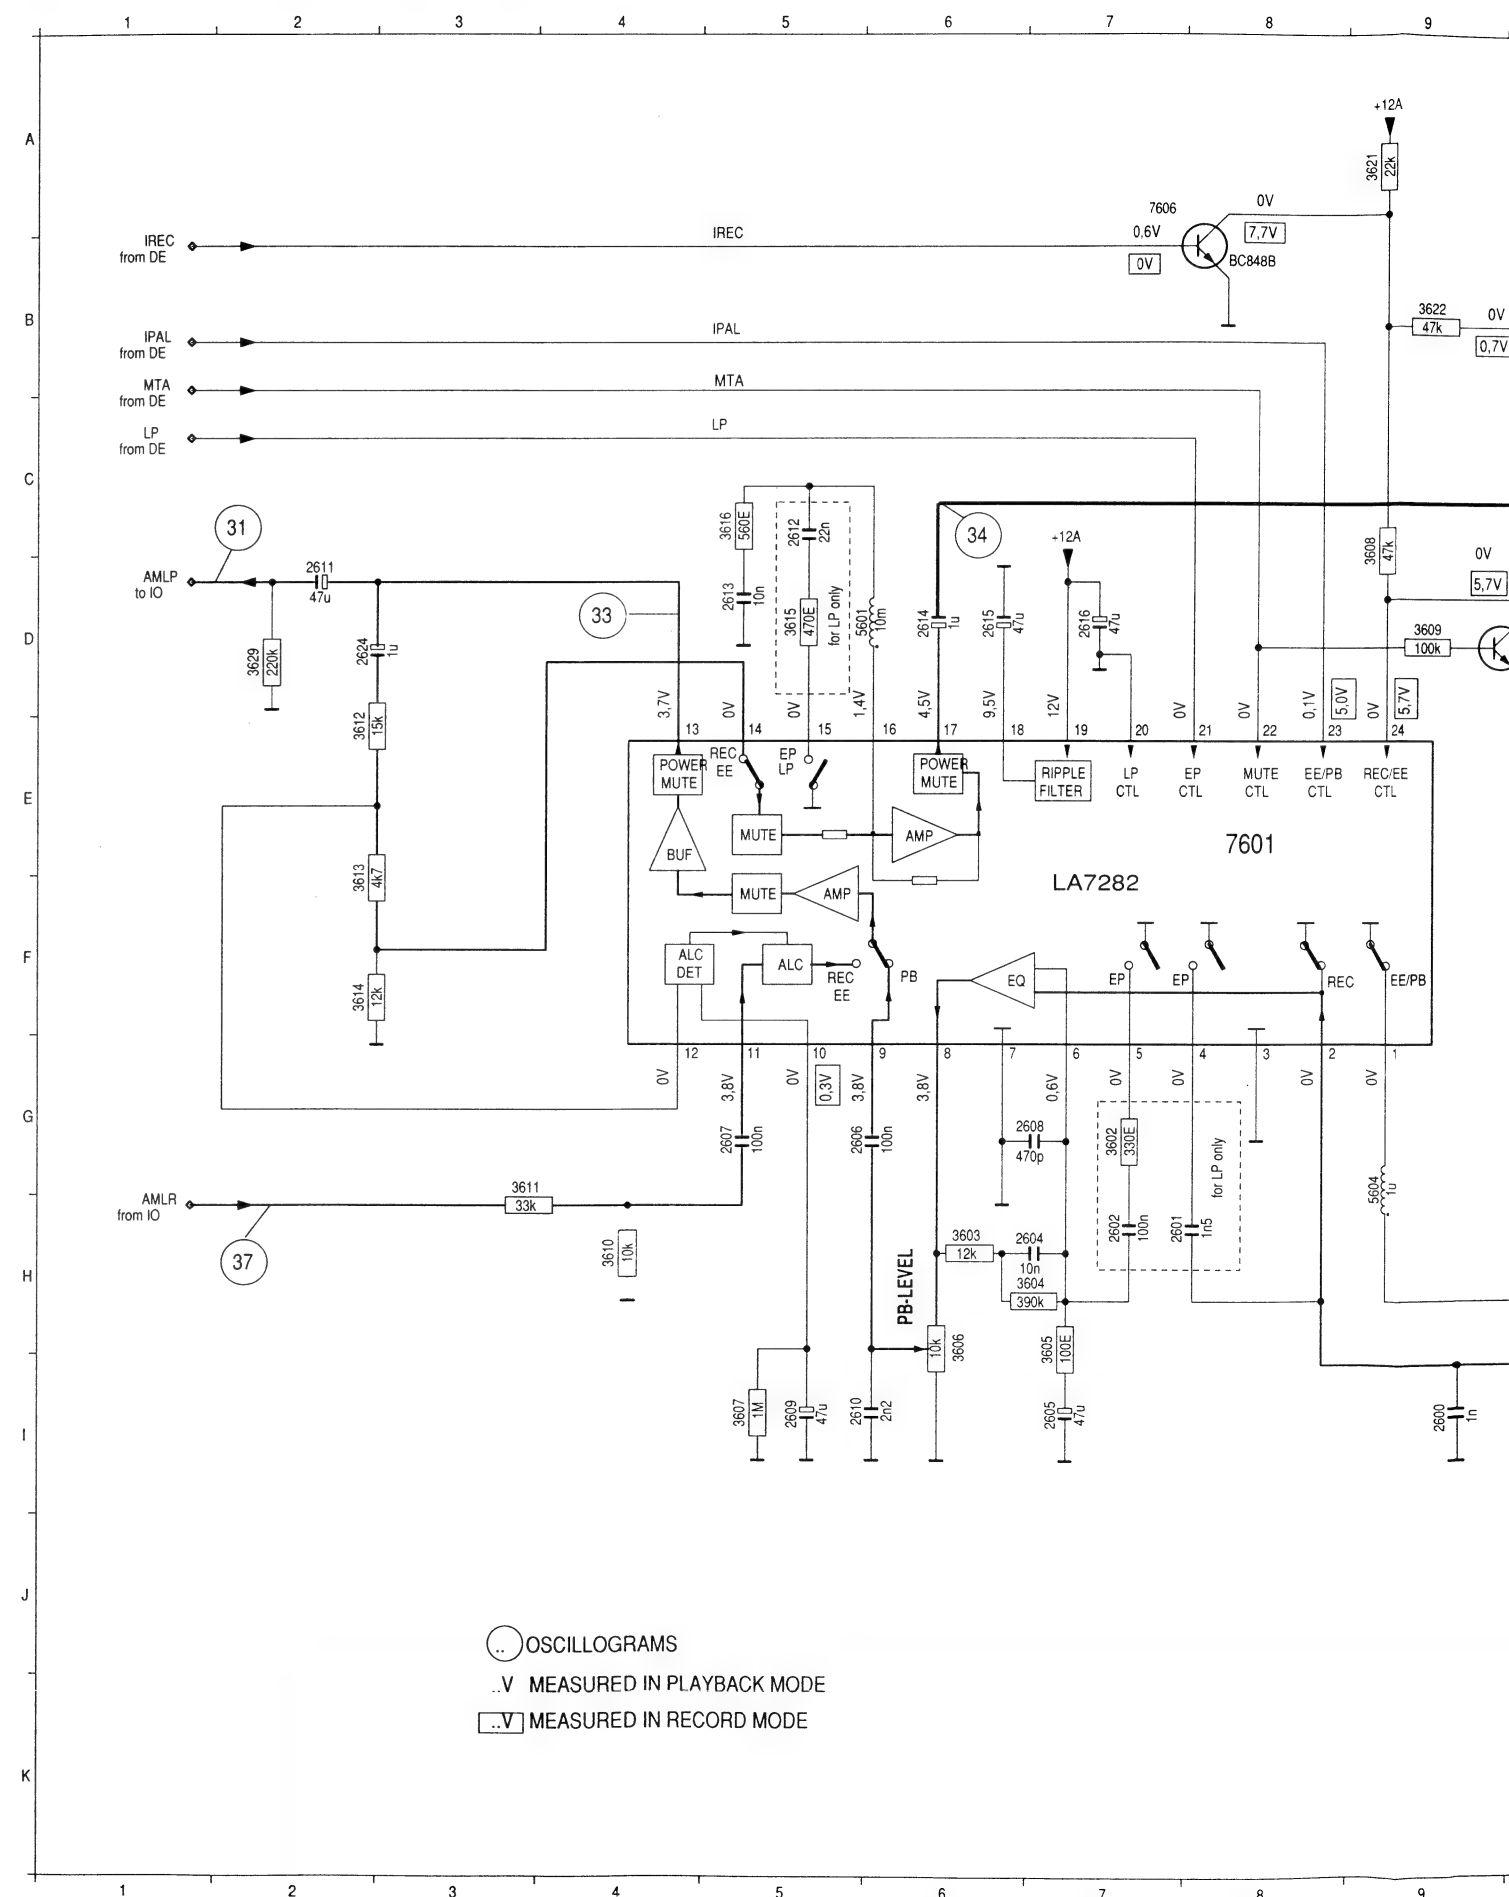 1 2 3 4 5 6 7 8 9
A
+12A
3621
22k
7606
0V
IREC
from DE
IREC
0,6V
7,7V
0V
BC848B
B
3622
47k
0V
0,7V
IPAL
from DE
IPAL
MTA
from DE
MTA
LP
from DE
LP
C
31
34
+12A
3616
560E
2612
22n
3608
47k
0V
5,7V
AMLP
to IO
2611
47u
33
2613
10n
3615
470E
for LP only
5601
10m
2614
1u
2615
47u
2616
47u
D
3629
220k
2624
1u
3609
100k
3612
15k
3,7V
0V
0V
1,4V
4,5V
9,5V
12V
0V
0V
0,1V
5,0V
0V
5,7V
13 14 15 16 17 18 19 20 21 22 23 24
E
POWER
MUTE
REC
EE
EP
LP
POWER
MUTE
RIPPLE
FILTER
LP
CTL
EP
CTL
MUTE
CTL
EE/PB
CTL
REC/EE
CTL
BUF
MUTE
AMP
7601
3613
4k7
MUTE
AMP
LA7282
F
ALC
DET
ALC
REC
EE
PB
EQ
EP
EP
REC
EE/PB
3614
12k
12 11 10 9 8 7 6 5 4 3 2 1
0V
3,8V
0V
0,3V
3,8V
3,8V
0,6V
0V
0V
0V
0V
G
2607
100n
2606
100n
2608
470p
3602
330E
for LP only
AMLR
from IO
3611
33k
5604
1u
37
3610
10k
2602
100n
2601
1n5
H
PB-LEVEL
3603
12k
2604
10n
3604
390k
10k
3606
3605
100E
3607
1M
2609
47u
2610
2n2
2605
47u
2600
1n
I
J
.. OSCILLOGRAMS
..V MEASURED IN PLAYBACK MODE
..V MEASURED IN RECORD MODE
K
1 2 3 4 5 6 7 8 9